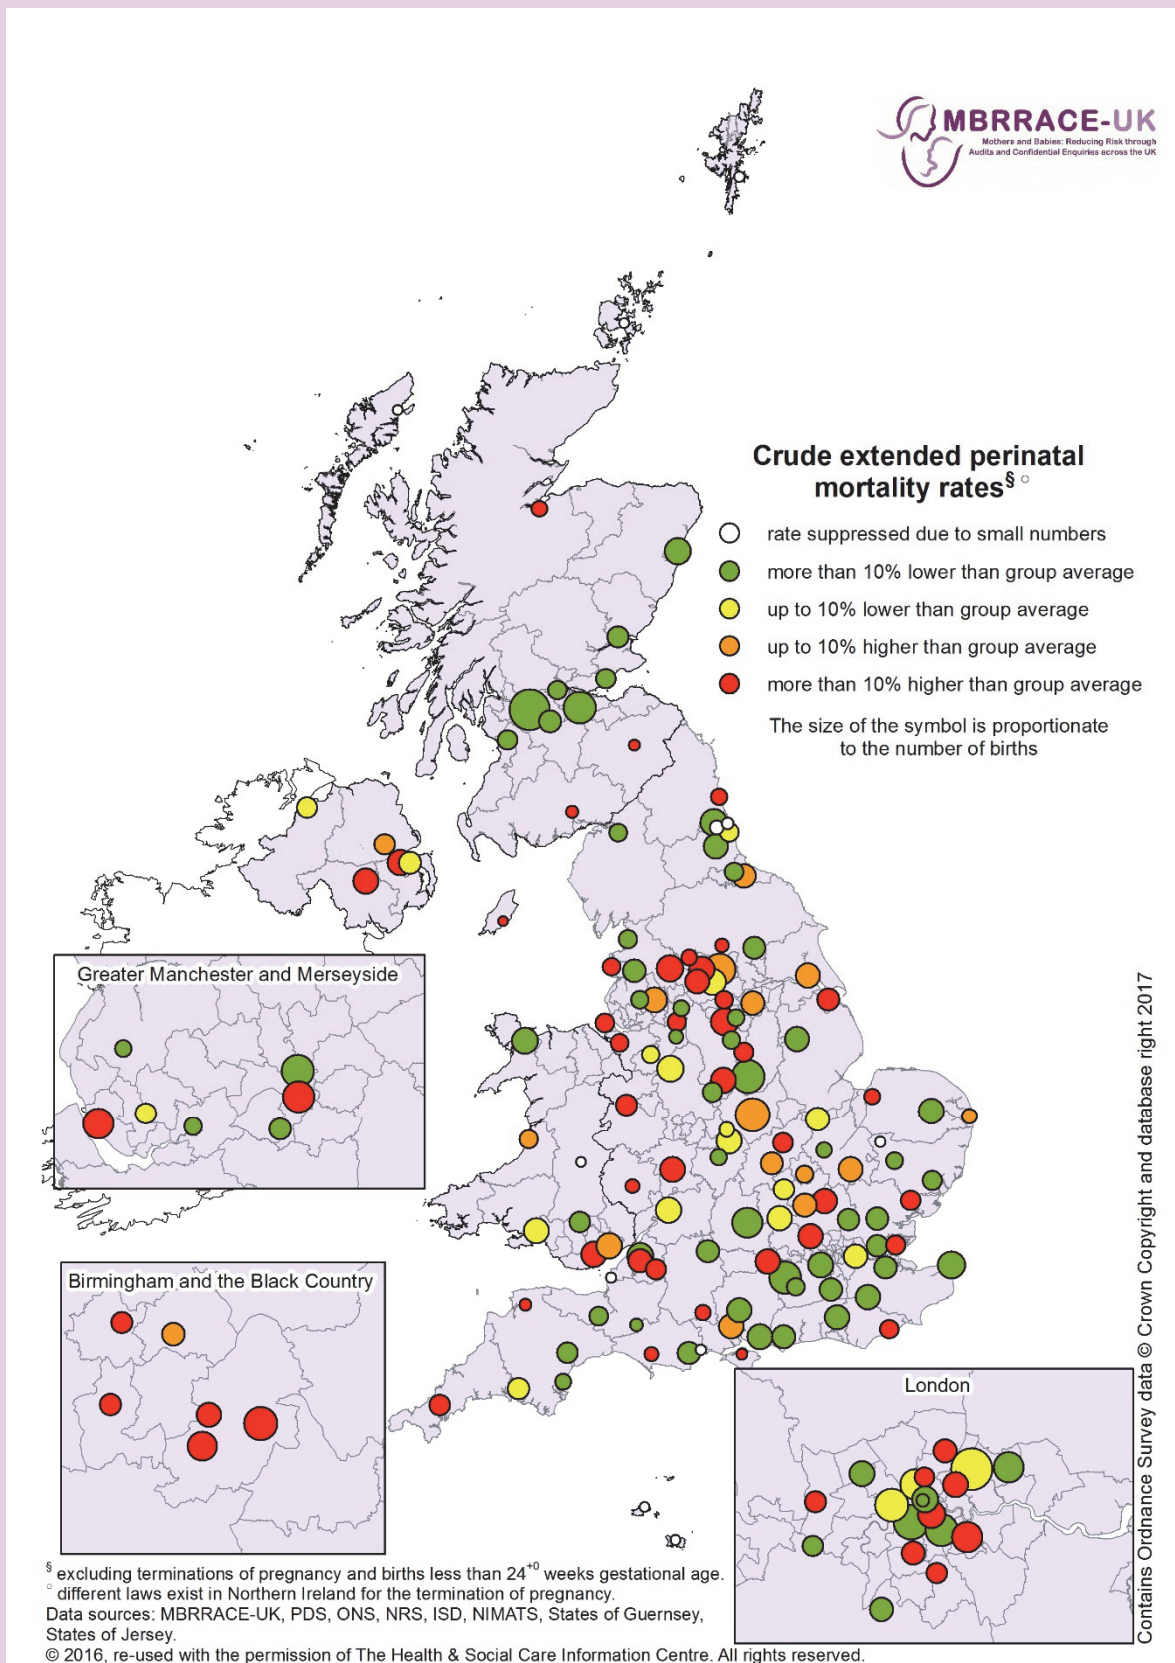 MBRRACE-UK
Mothers and Babies: Reducing Risk through
Audits and Confidential Enquiries across the UK
Crude extended perinatal
mortality rates§ ○
rate suppressed due to small numbers
more than 10% lower than group average
up to 10% lower than group average
up to 10% higher than group average
more than 10% higher than group average
The size of the symbol is proportionate
to the number of births
Greater Manchester and Merseyside
Birmingham and the Black Country
London
Contains Ordnance Survey data © Crown Copyright and database right 2017
§ excluding terminations of pregnancy and births less than 24+0 weeks gestational age.
○ different laws exist in Northern Ireland for the termination of pregnancy.
Data sources: MBRRACE-UK, PDS, ONS, NRS, ISD, NIMATS, States of Guernsey,
States of Jersey.
© 2016, re-used with the permission of The Health & Social Care Information Centre. All rights reserved.